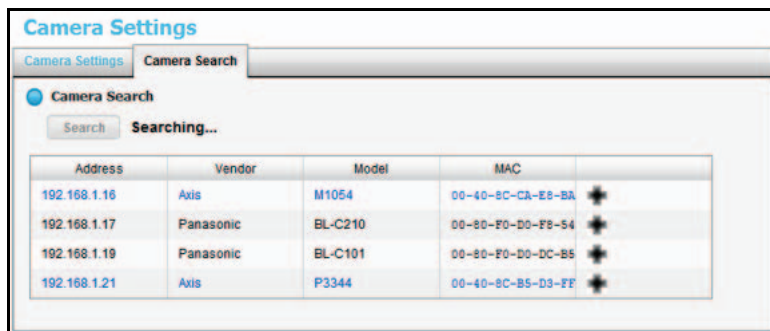 Camera Settings
Camera Settings Camera Search
Camera Search
Search Searching...
Address Vendor Model MAC
192.168.1.16 Axis M1054 00-40-8C-CA-E8-BA
192.168.1.17 Panasonic BL-C210 00-80-F0-D0-F8-54
192.168.1.19 Panasonic BL-C101 00-80-F0-D0-DC-B5
192.168.1.21 Axis P3344 00-40-8C-B5-D3-FF